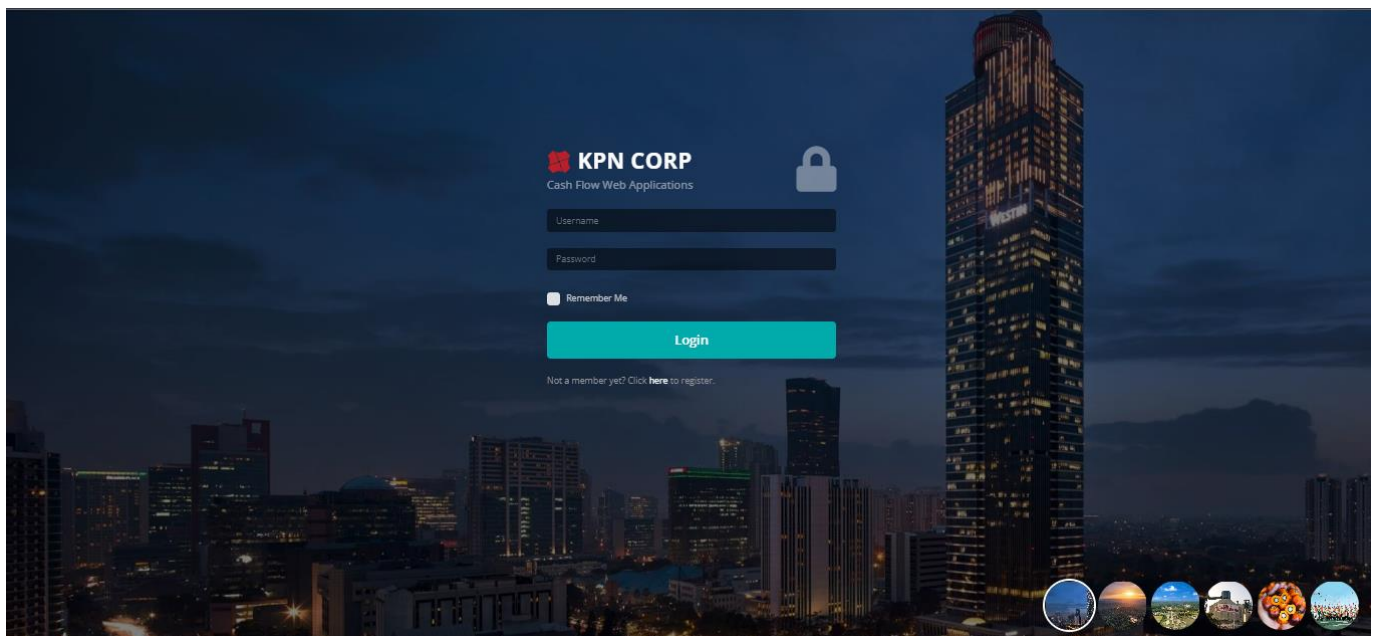 KPN CORP
Cash Flow Web Applications
Username
Password
Remember Me
Login
Not a member yet? Click here to register.
WESTIN